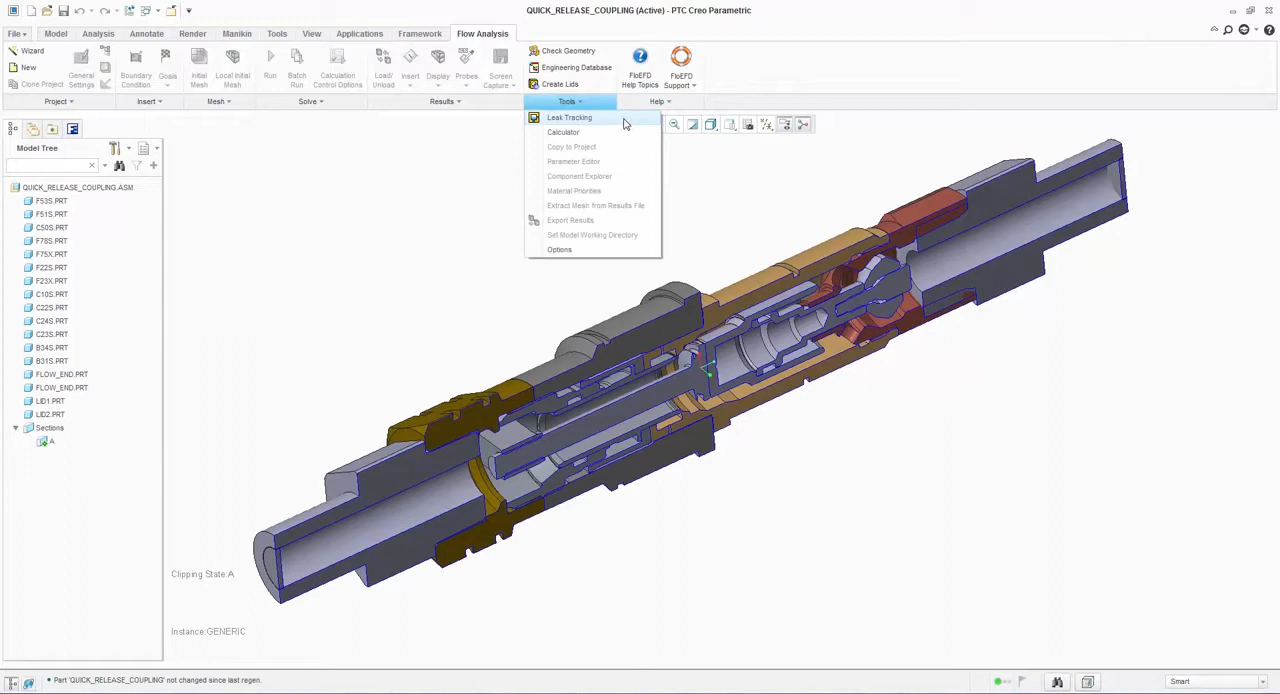 QUICK_RELEASE_COUPLING (Active) - PTC Creo Parametric
File
Model
Analysis
Annotate
Render
Manikin
Tools
View
Applications
Framework
Flow Analysis
Wizard
New
Clone Project
General Settings
Boundary Condition
Goals
Initial Mesh
Local Initial Mesh
Run
Batch Run
Calculation Control Options
Load/ Unload
Insert
Display
Probes
Screen Capture
Check Geometry
Engineering Database
Create Lids
FloEFD Help Topics
FloEFD Support
Project
Insert
Mesh
Solve
Results
Tools
Help
Leak Tracking
Calculator
Copy to Project
Parameter Editor
Component Explorer
Material Priorities
Extract Mesh from Results File
Export Results
Set Model Working Directory
Options
Model Tree
QUICK_RELEASE_COUPLING.ASM
F53S.PRT
F51S.PRT
C50S.PRT
F78S.PRT
F75X.PRT
F22S.PRT
F23X.PRT
C10S.PRT
C22S.PRT
C24S.PRT
C23S.PRT
B34S.PRT
B31S.PRT
FLOW_END.PRT
FLOW_END.PRT
LID1.PRT
LID2.PRT
Sections
A
Clipping State:A
Instance:GENERIC
• Part 'QUICK_RELEASE_COUPLING' not changed since last regen.
Smart